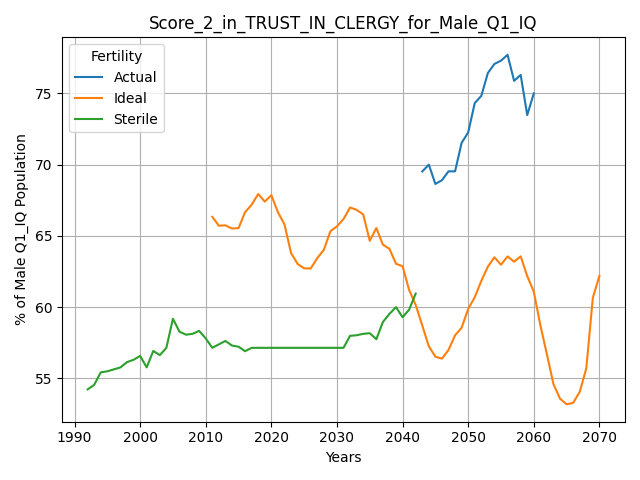 Score_2_in_TRUST_IN_CLERGY_for_Male_Q1_IQ
Fertility
Actual
Ideal
Sterile
% of Male Q1_IQ Population
75
70
65
60
55
1990 2000 2010 2020 2030 2040 2050 2060 2070
Years